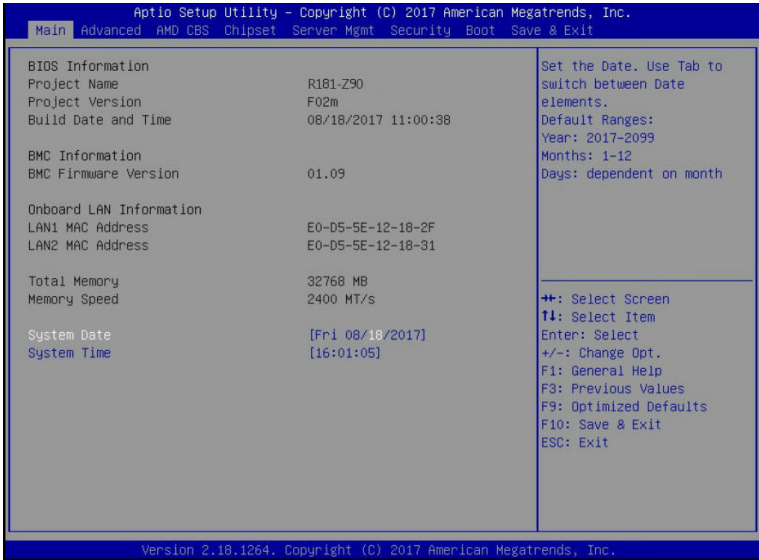 Aptio Setup Utility – Copyright (C) 2017 American Megatrends, Inc.
Main Advanced AMD CBS Chipset Server Mgmt Security Boot Save & Exit
BIOS Information
Project Name R181-Z90
Project Version F02m
Build Date and Time 08/18/2017 11:00:38
BMC Information
BMC Firmware Version 01.09
Onboard LAN Information
LAN1 MAC Address E0-D5-5E-12-18-2F
LAN2 MAC Address E0-D5-5E-12-18-31
Total Memory 32768 MB
Memory Speed 2400 MT/s
System Date [Fri 08/18/2017]
System Time [16:01:05]
Set the Date. Use Tab to
switch between Date
elements.
Default Ranges:
Year: 2017-2099
Months: 1-12
Days: dependent on month
→←: Select Screen
↑↓: Select Item
Enter: Select
+/-: Change Opt.
F1: General Help
F3: Previous Values
F9: Optimized Defaults
F10: Save & Exit
ESC: Exit
Version 2.18.1264. Copyright (C) 2017 American Megatrends, Inc.